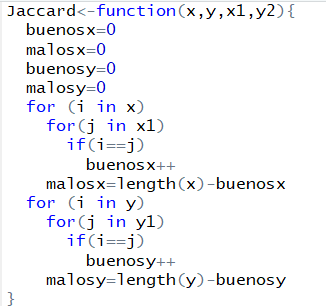 Jaccard<-function(x,y,x1,y2){
  buenosx=0
  malosx=0
  buenosy=0
  malosy=0
  for (i in x)
    for(j in x1)
      if(i==j)
        buenosx++
    malosx=length(x)-buenosx
  for (i in y)
    for(j in y1)
      if(i==j)
        buenosy++
    malosy=length(y)-buenosy
}